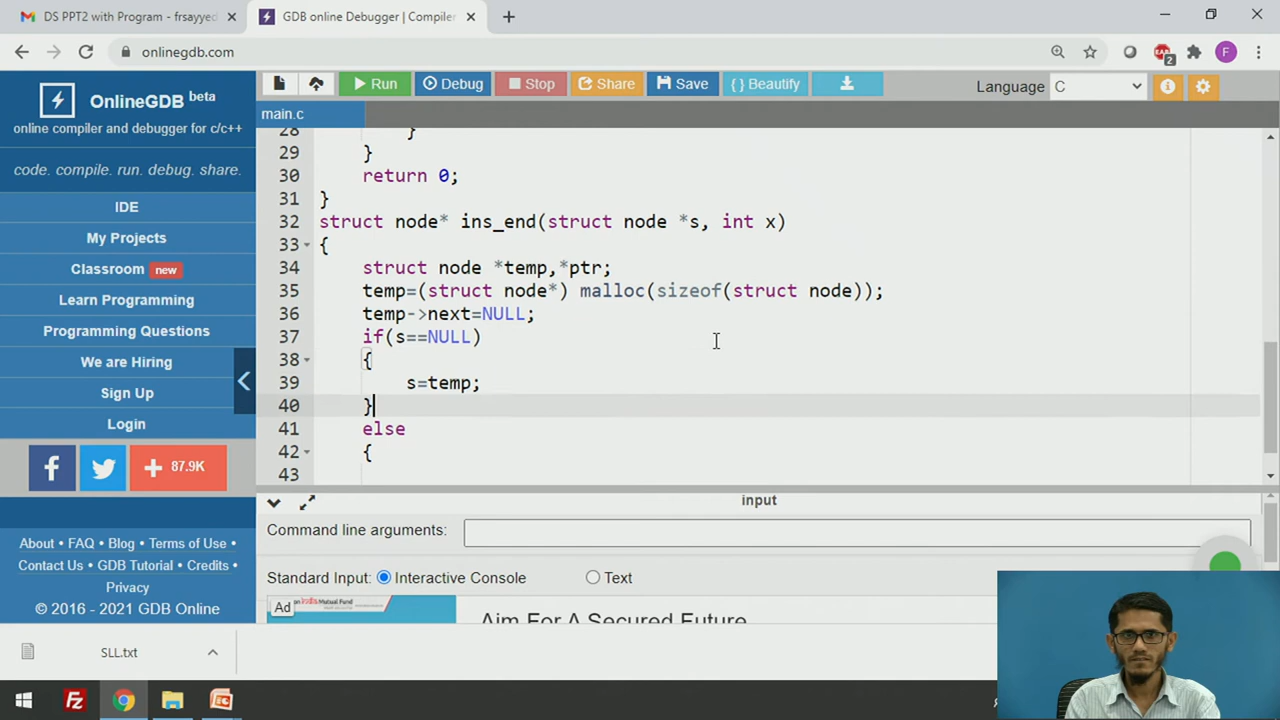 DS PPT2 with Program - frsayyed
GDB online Debugger | Compiler
onlinegdb.com
2
F
OnlineGDB beta
online compiler and debugger for c/c++
code. compile. run. debug. share.
IDE
My Projects
Classroom new
Learn Programming
Programming Questions
We are Hiring
Sign Up
Login
87.9K
About • FAQ • Blog • Terms of Use •
Contact Us • GDB Tutorial • Credits •
Privacy
© 2016 - 2021 GDB Online
Run
Debug
Stop
Share
Save
{ } Beautify
Language C
main.c
28 }
29 }
30 return 0;
31 }
32 struct node* ins_end(struct node *s, int x)
33 {
34 struct node *temp,*ptr;
35 temp=(struct node*) malloc(sizeof(struct node));
36 temp->next=NULL;
37 if(s==NULL)
38 {
39 s=temp;
40 }
41 else
42 {
43
input
Command line arguments:
Standard Input: Interactive Console Text
Ad
Mutual Fund
Aim For A Secured Future
SLL.txt